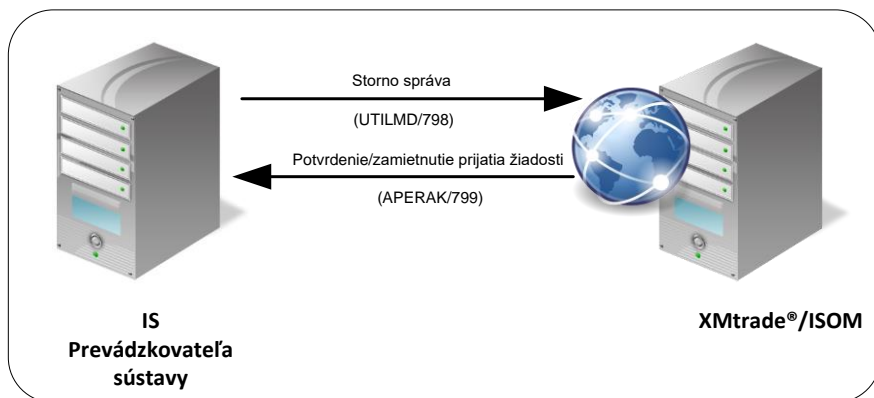 Storno správa
(UTILMD/798)
Potvrdenie/zamietnutie prijatia žiadosti
(APERAK/799)
IS
Prevádzkovateľa
sústavy
XMtrade®/ISOM